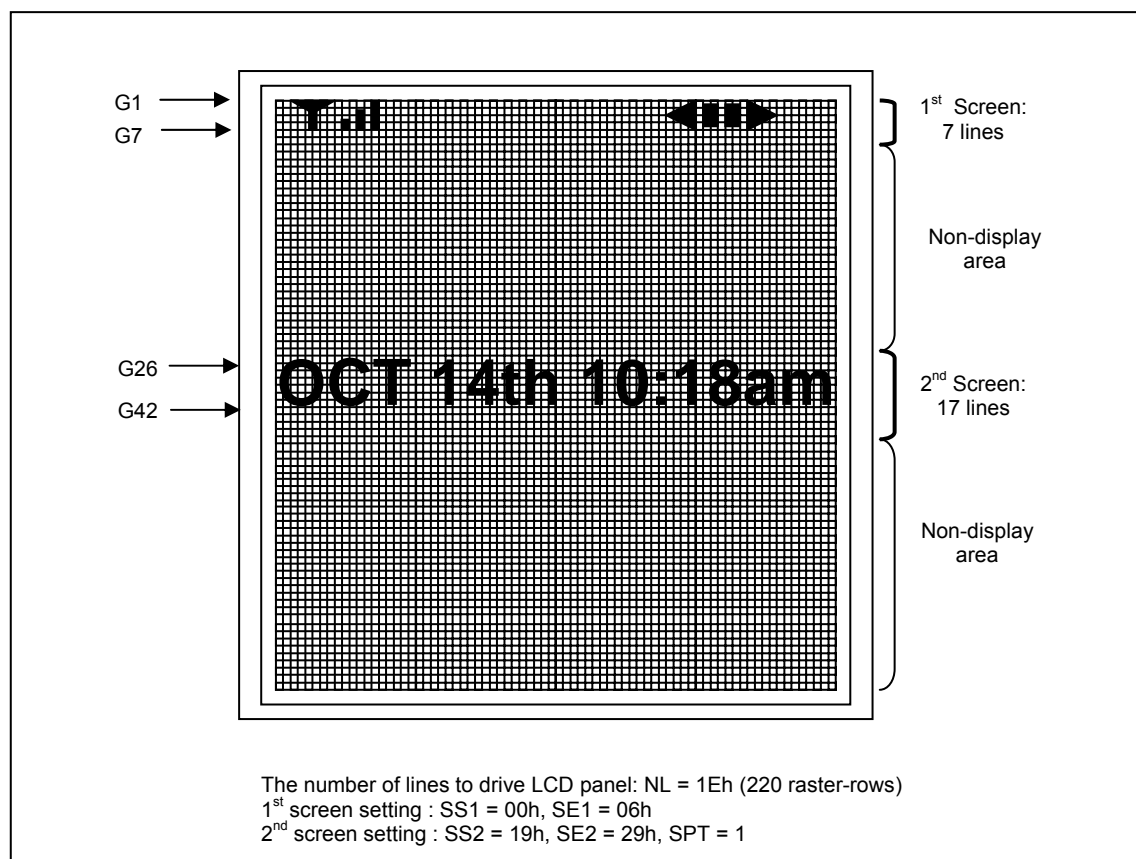 G1
G7
1st Screen:
7 lines
Non-display
area
G26
G42
OCT 14th 10:18am
2nd Screen:
17 lines
Non-display
area
The number of lines to drive LCD panel: NL = 1Eh (220 raster-rows)
1st screen setting : SS1 = 00h, SE1 = 06h
2nd screen setting : SS2 = 19h, SE2 = 29h, SPT = 1